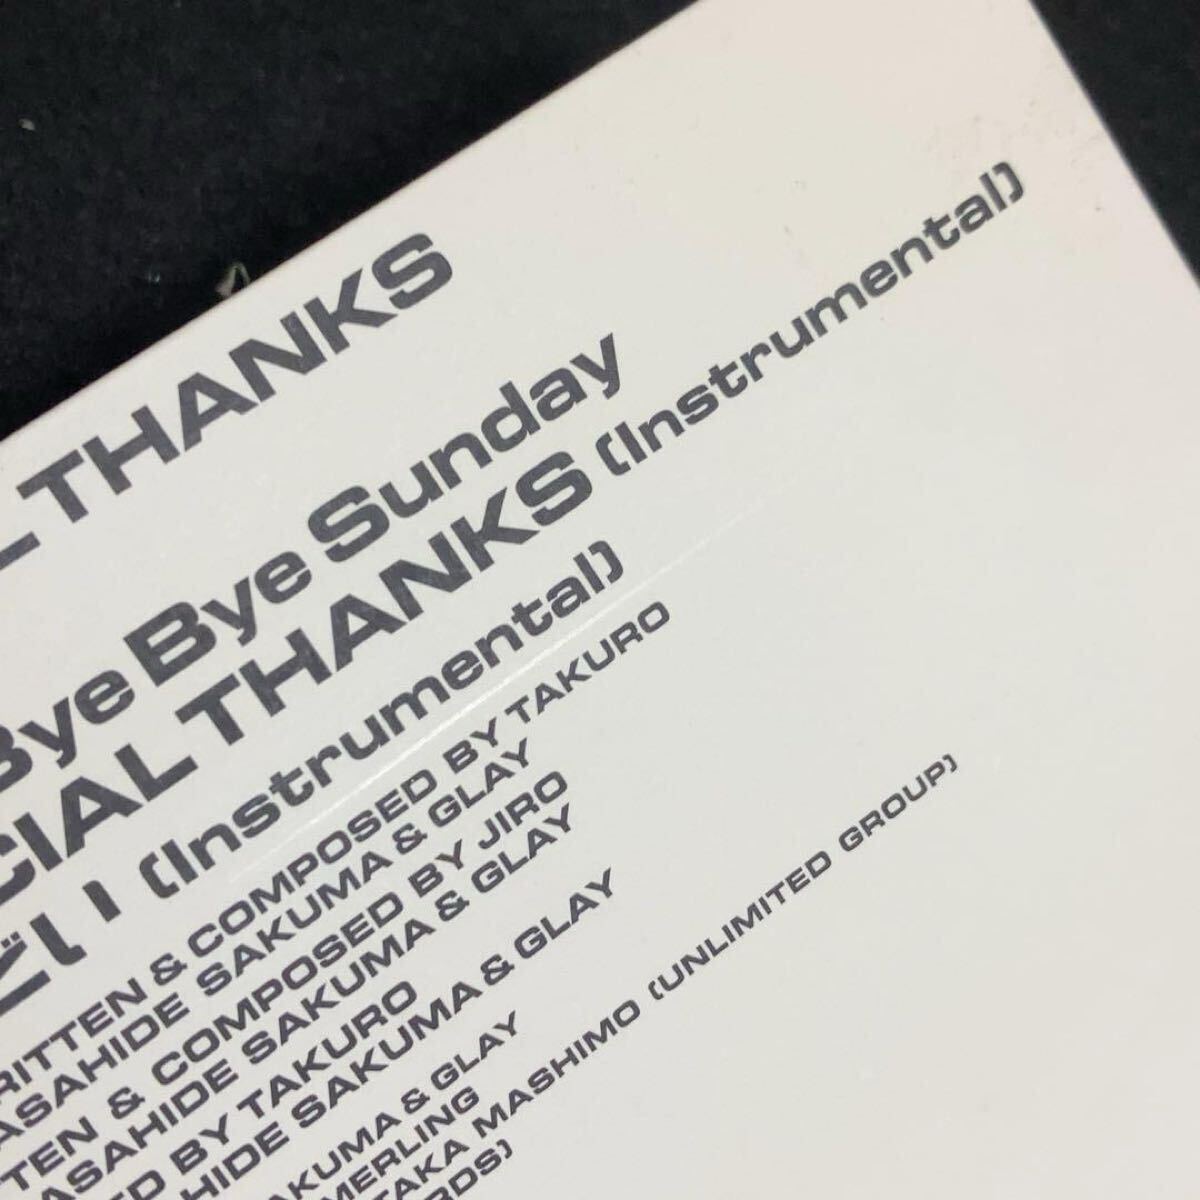 THANKS
Bye Bye Sunday
CIAL THANKS (Instrumental)
(Instrumental)
RITTEN & COMPOSED BY TAKURO
ASAHIDE SAKUMA & GLAY
TEN & COMPOSED BY JIRO
ASAHIDE SAKUMA & GLAY
ED BY TAKURO
HIDE SAKUMA & GLAY
AKUMA & GLAY
MERLING
TAKA MASHIMO (UNLIMITED GROUP)
RDS)